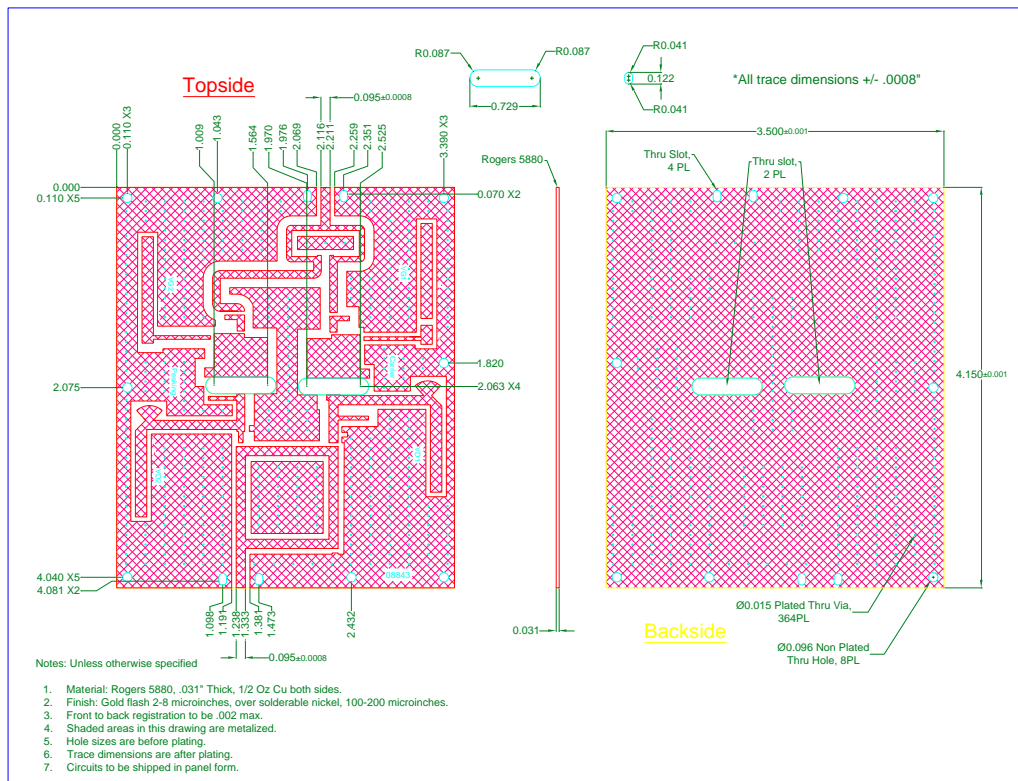 R0.087
R0.087
0.729
R0.041
0.122
R0.041
*All trace dimensions +/- .0008"
Topside
0.095±0.0008
0.000
0.110 X3
1.009
1.043
1.564
1.970
1.976
2.069
2.116
2.211
2.259
2.351
2.525
3.390 X3
0.000
0.110 X5
0.070 X2
1.820
2.075
2.063 X4
4.040 X5
4.081 X2
1.098
1.191
1.238
1.333
1.381
1.473
2.432
0.095±0.0008
Rogers 5880
0.031
3.500±0.001
Thru Slot,
4 PL
Thru slot,
2 PL
4.150±0.001
Ø0.015 Plated Thru Via,
364PL
Ø0.096 Non Plated
Thru Hole, 8PL
Backside
Notes: Unless otherwise specified
1. Material: Rogers 5880, .031" Thick, 1/2 Oz Cu both sides.
2. Finish: Gold flash 2-8 microinches, over solderable nickel, 100-200 microinches.
3. Front to back registration to be .002 max.
4. Shaded areas in this drawing are metalized.
5. Hole sizes are before plating.
6. Trace dimensions are after plating.
7. Circuits to be shipped in panel form.